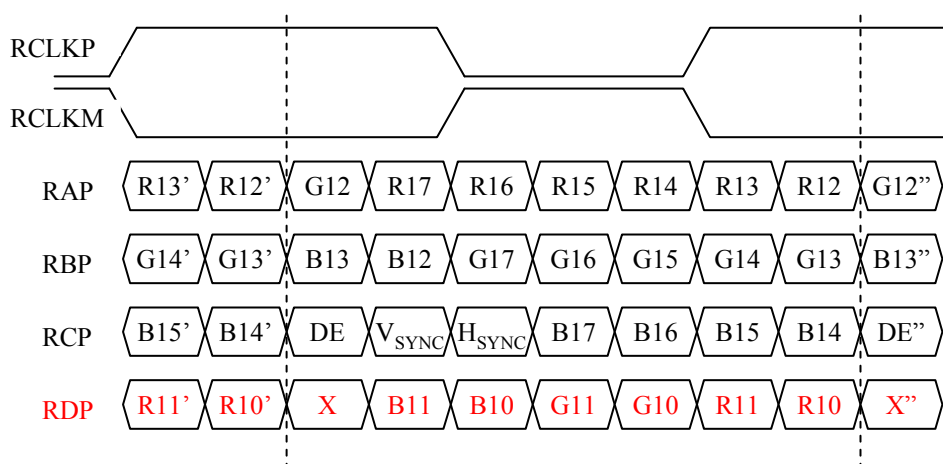 RCLKP
RCLKM
RAP R13’ R12’ G12 R17 R16 R15 R14 R13 R12 G12”
RBP G14’ G13’ B13 B12 G17 G16 G15 G14 G13 B13”
RCP B15’ B14’ DE VSYNC HSYNC B17 B16 B15 B14 DE”
RDP R11’ R10’ X B11 B10 G11 G10 R11 R10 X”